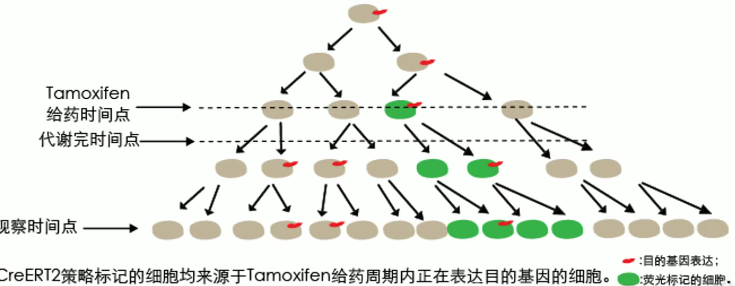 Tamoxifen
给药时间点
代谢完时间点
观察时间点
:目的基因表达;
CreERT2策略标记的细胞均来源于Tamoxifen给药周期内正在表达目的基因的细胞。
:荧光标记的细胞.